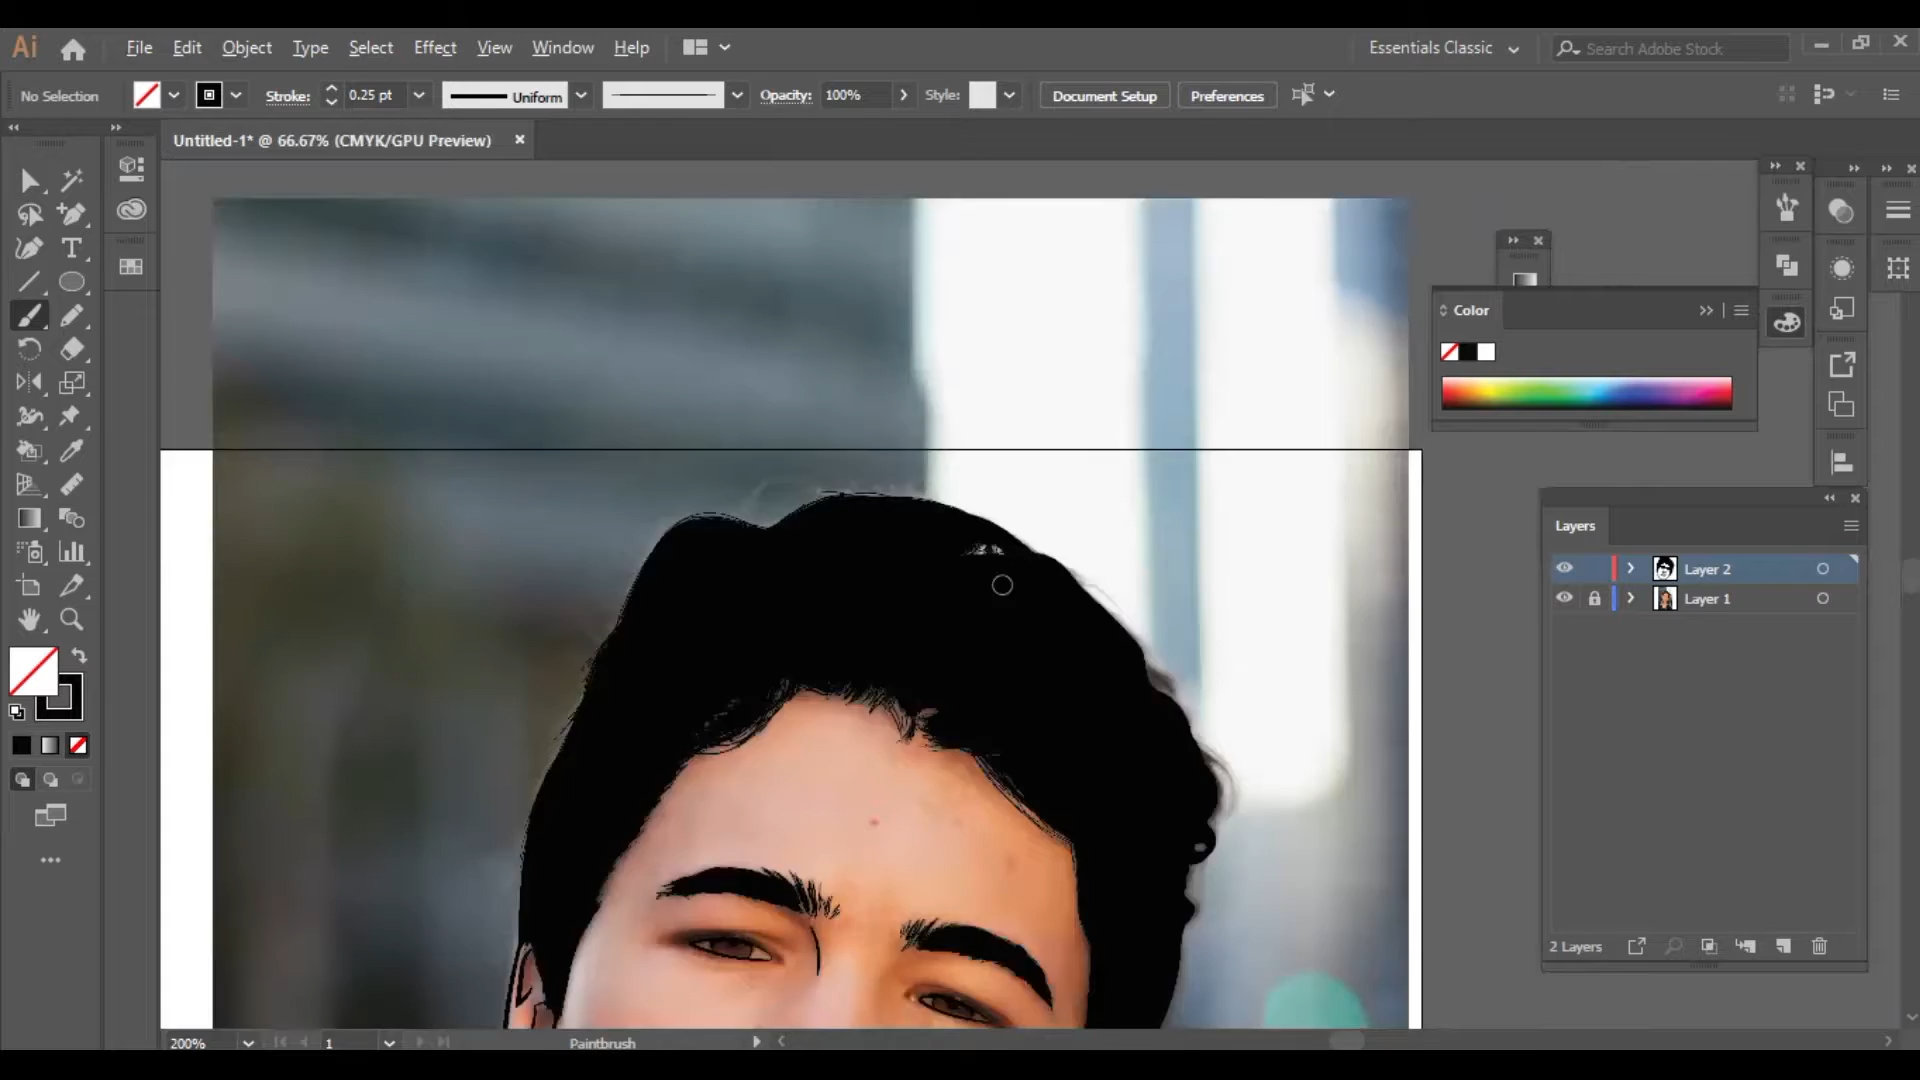 Ai File Edit Object Type Select Effect View Window Help Essentials Classic Search Adobe Stock
No Selection Stroke: 0.25 pt Uniform Opacity: 100% Style: Document Setup Preferences
Untitled-1* @ 66.67% (CMYK/GPU Preview)
Color
Layers
Layer 2
Layer 1
2 Layers
200% 1 Paintbrush